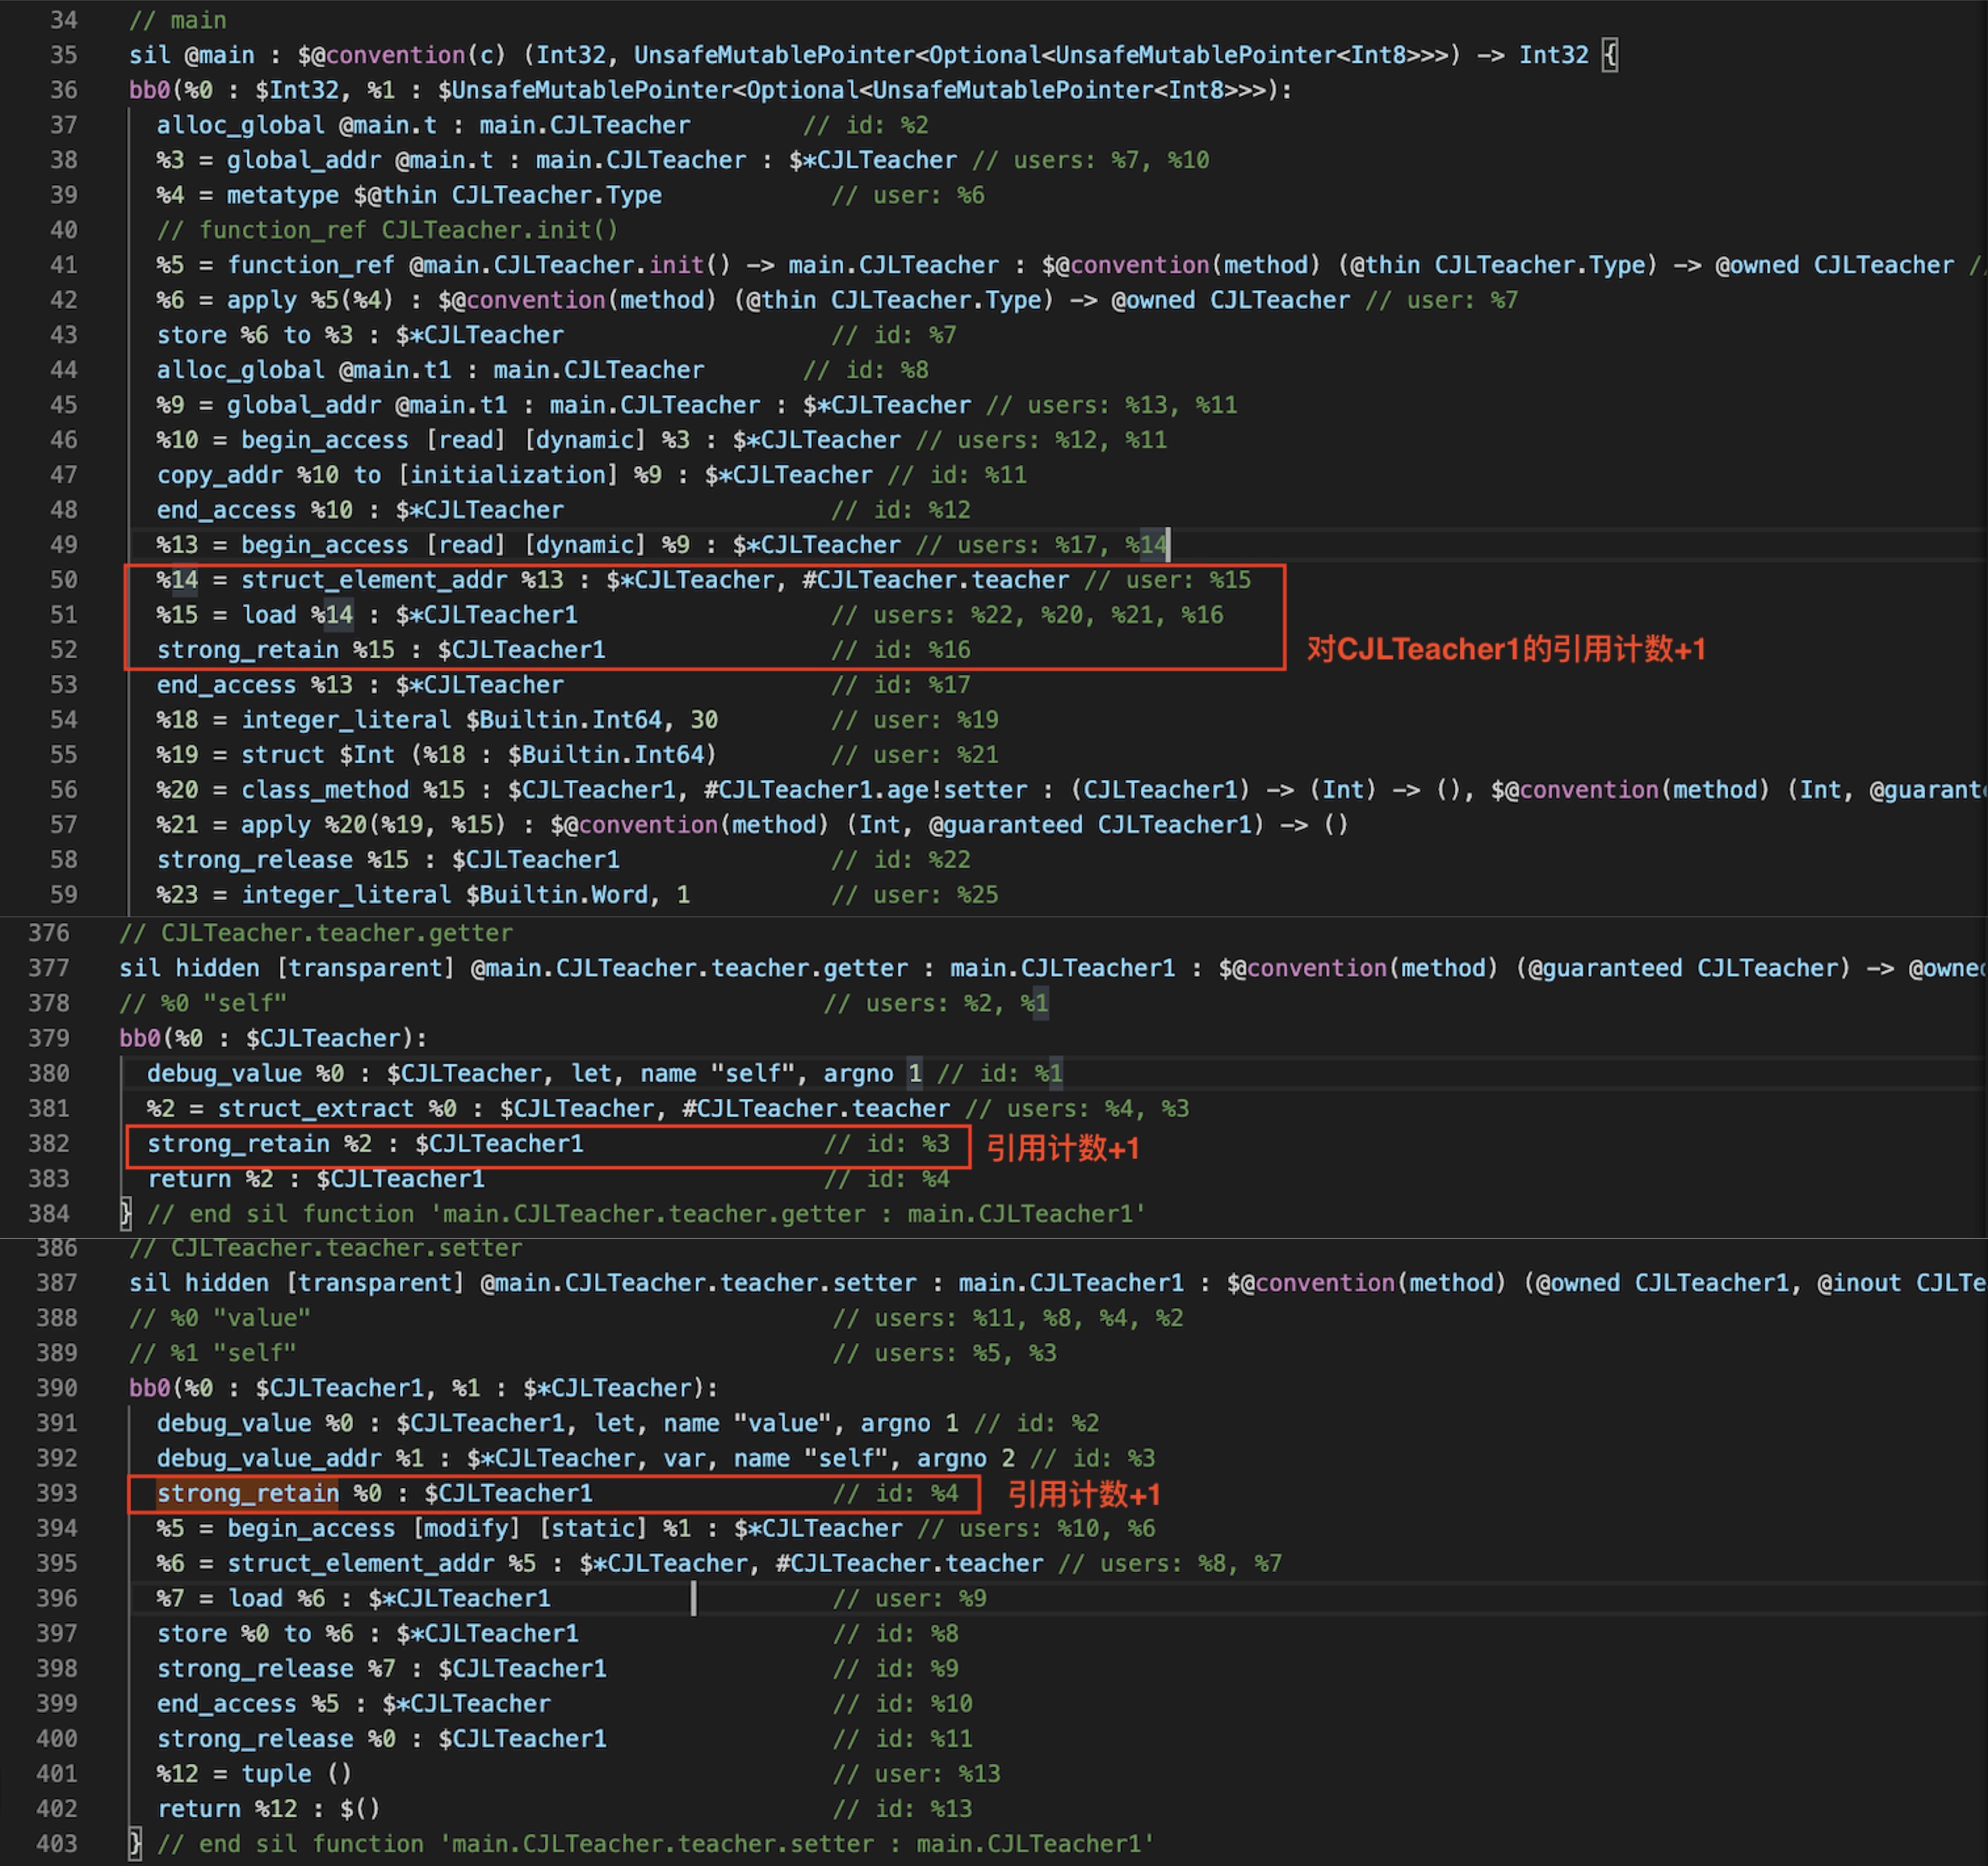 34 // main
35 sil @main : $@convention(c) (Int32, UnsafeMutablePointer<Optional<UnsafeMutablePointer<Int8>>>) -> Int32 {
36 bb0(%0 : $Int32, %1 : $UnsafeMutablePointer<Optional<UnsafeMutablePointer<Int8>>>):
37 alloc_global @main.t : main.CJLTeacher // id: %2
38 %3 = global_addr @main.t : main.CJLTeacher : $*CJLTeacher // users: %7, %10
39 %4 = metatype $@thin CJLTeacher.Type // user: %6
40 // function_ref CJLTeacher.init()
41 %5 = function_ref @main.CJLTeacher.init() -> main.CJLTeacher : $@convention(method) (@thin CJLTeacher.Type) -> @owned CJLTeacher //
42 %6 = apply %5(%4) : $@convention(method) (@thin CJLTeacher.Type) -> @owned CJLTeacher // user: %7
43 store %6 to %3 : $*CJLTeacher // id: %7
44 alloc_global @main.t1 : main.CJLTeacher // id: %8
45 %9 = global_addr @main.t1 : main.CJLTeacher : $*CJLTeacher // users: %13, %11
46 %10 = begin_access [read] [dynamic] %3 : $*CJLTeacher // users: %12, %11
47 copy_addr %10 to [initialization] %9 : $*CJLTeacher // id: %11
48 end_access %10 : $*CJLTeacher // id: %12
49 %13 = begin_access [read] [dynamic] %9 : $*CJLTeacher // users: %17, %14
50 %14 = struct_element_addr %13 : $*CJLTeacher, #CJLTeacher.teacher // user: %15
51 %15 = load %14 : $*CJLTeacher1 // users: %22, %20, %21, %16
52 strong_retain %15 : $CJLTeacher1 // id: %16 对CJLTeacher1的引用计数+1
53 end_access %13 : $*CJLTeacher // id: %17
54 %18 = integer_literal $Builtin.Int64, 30 // user: %19
55 %19 = struct $Int (%18 : $Builtin.Int64) // user: %21
56 %20 = class_method %15 : $CJLTeacher1, #CJLTeacher1.age!setter : (CJLTeacher1) -> (Int) -> (), $@convention(method) (Int, @guarant
57 %21 = apply %20(%19, %15) : $@convention(method) (Int, @guaranteed CJLTeacher1) -> ()
58 strong_release %15 : $CJLTeacher1 // id: %22
59 %23 = integer_literal $Builtin.Word, 1 // user: %25
376 // CJLTeacher.teacher.getter
377 sil hidden [transparent] @main.CJLTeacher.teacher.getter : main.CJLTeacher1 : $@convention(method) (@guaranteed CJLTeacher) -> @owne
378 // %0 "self" // users: %2, %1
379 bb0(%0 : $CJLTeacher):
380 debug_value %0 : $CJLTeacher, let, name "self", argno 1 // id: %1
381 %2 = struct_extract %0 : $CJLTeacher, #CJLTeacher.teacher // users: %4, %3
382 strong_retain %2 : $CJLTeacher1 // id: %3 引用计数+1
383 return %2 : $CJLTeacher1 // id: %4
384 } // end sil function 'main.CJLTeacher.teacher.getter : main.CJLTeacher1'
386 // CJLTeacher.teacher.setter
387 sil hidden [transparent] @main.CJLTeacher.teacher.setter : main.CJLTeacher1 : $@convention(method) (@owned CJLTeacher1, @inout CJLTe
388 // %0 "value" // users: %11, %8, %4, %2
389 // %1 "self" // users: %5, %3
390 bb0(%0 : $CJLTeacher1, %1 : $*CJLTeacher):
391 debug_value %0 : $CJLTeacher1, let, name "value", argno 1 // id: %2
392 debug_value_addr %1 : $*CJLTeacher, var, name "self", argno 2 // id: %3
393 strong_retain %0 : $CJLTeacher1 // id: %4 引用计数+1
394 %5 = begin_access [modify] [static] %1 : $*CJLTeacher // users: %10, %6
395 %6 = struct_element_addr %5 : $*CJLTeacher, #CJLTeacher.teacher // users: %8, %7
396 %7 = load %6 : $*CJLTeacher1 // user: %9
397 store %0 to %6 : $*CJLTeacher1 // id: %8
398 strong_release %7 : $CJLTeacher1 // id: %9
399 end_access %5 : $*CJLTeacher // id: %10
400 strong_release %0 : $CJLTeacher1 // id: %11
401 %12 = tuple () // user: %13
402 return %12 : $() // id: %13
403 } // end sil function 'main.CJLTeacher.teacher.setter : main.CJLTeacher1'